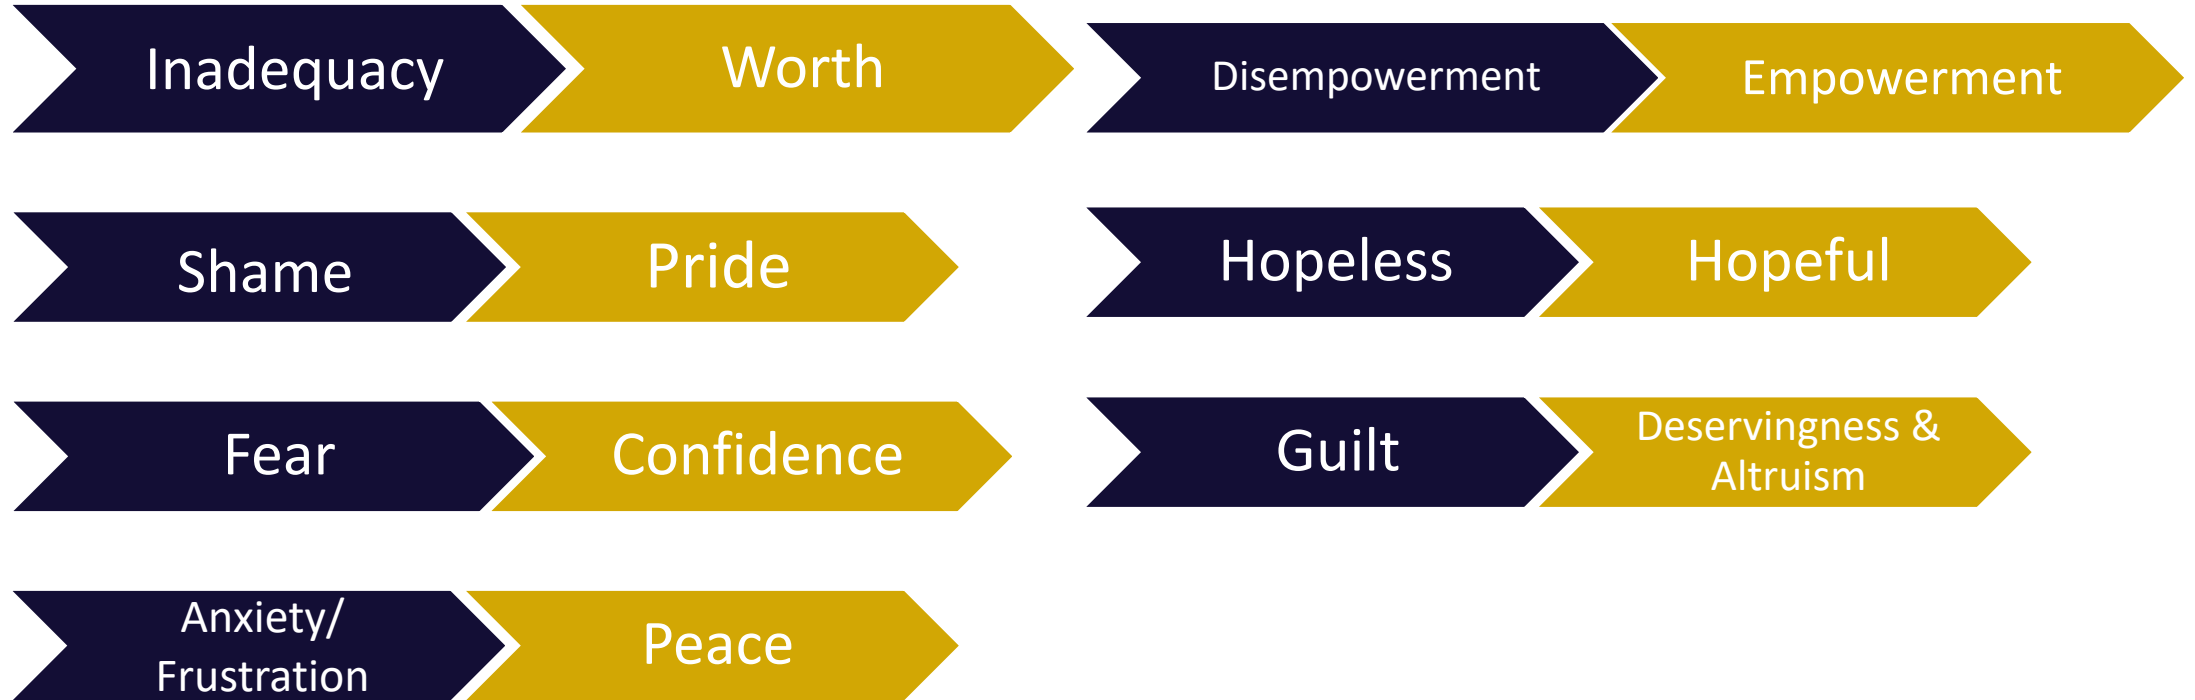 Inadequacy
Worth
Shame
Pride
Fear
Confidence
Anxiety/
Frustration
Peace
Disempowerment
Empowerment
Hopeless
Hopeful
Guilt
Deservingness &
Altruism